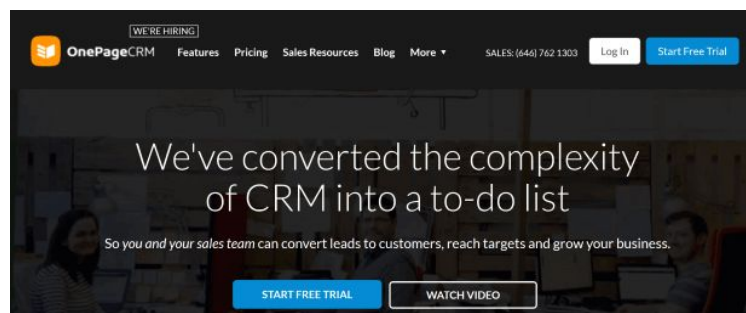 WE'RE HIRING
OnePageCRM Features Pricing Sales Resources Blog More ▾ SALES: (646) 762 1303 Log In Start Free Trial
We've converted the complexity
of CRM into a to-do list
So you and your sales team can convert leads to customers, reach targets and grow your business.
START FREE TRIAL WATCH VIDEO